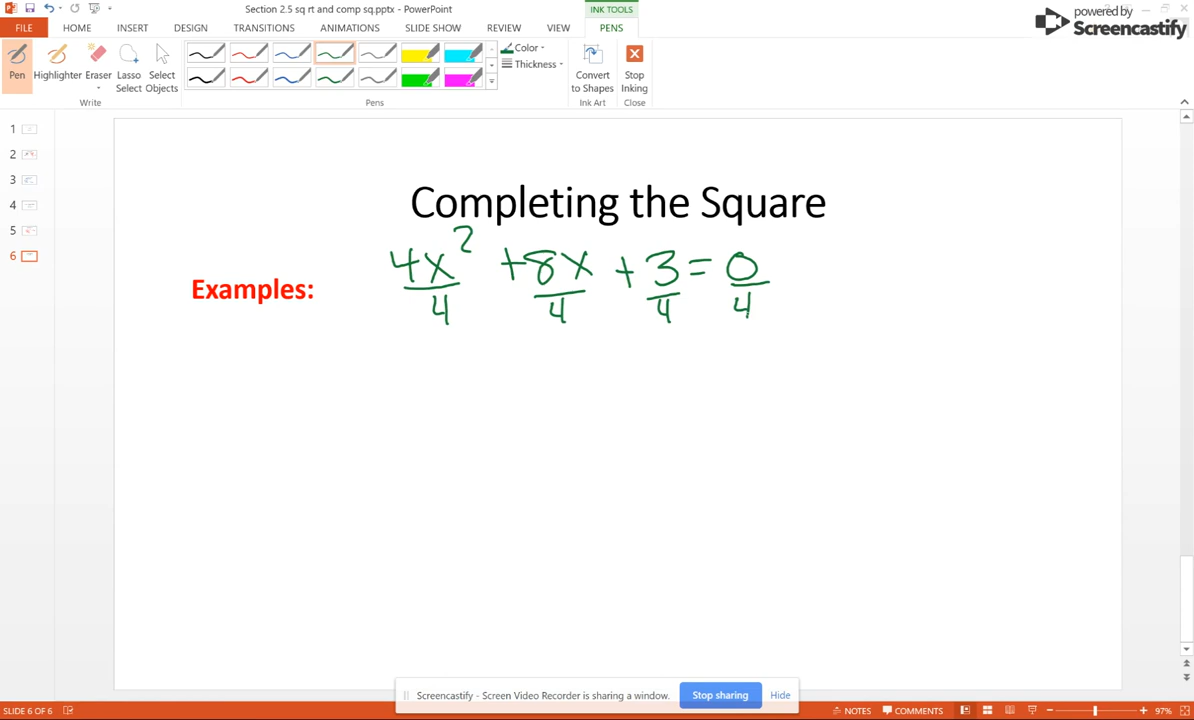 Section 2.5 sq rt and comp sq.pptx - PowerPoint
INK TOOLS
powered by
Screencastify
FILE HOME INSERT DESIGN TRANSITIONS ANIMATIONS SLIDE SHOW REVIEW VIEW PENS
Pen Highlighter Eraser Lasso Select Select Objects
Color
Thickness
Convert to Shapes
Stop Inking
Write Pens Ink Art Close
1
2
3
4
5
6
Completing the Square
4x² +8x + 3 = 0
Examples:
4 4 4 4
Screencastify - Screen Video Recorder is sharing a window. Stop sharing Hide
SLIDE 6 OF 6 NOTES COMMENTS 97%